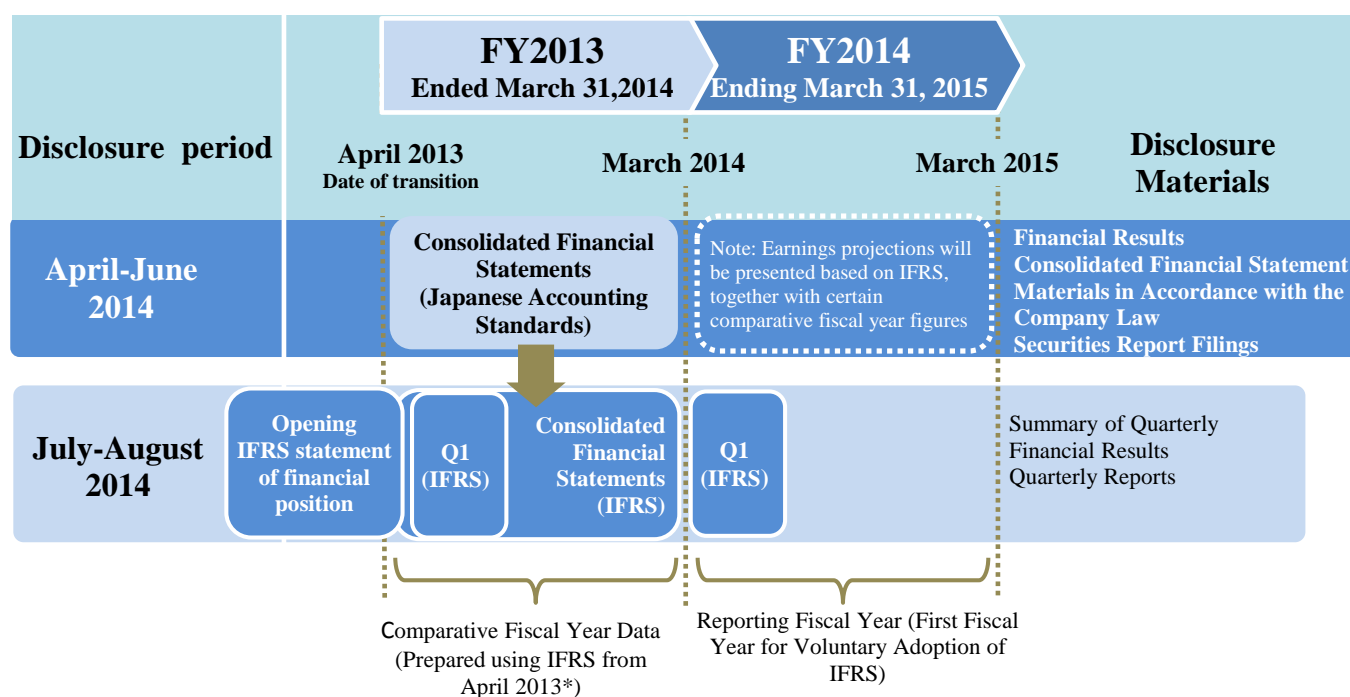 FY2013
Ended March 31,2014
FY2014
Ending March 31, 2015
Disclosure period
April 2013
Date of transition
March 2014
March 2015
Disclosure
Materials
April-June
2014
Consolidated Financial
Statements
(Japanese Accounting
Standards)
Note: Earnings projections will
be presented based on IFRS,
together with certain
comparative fiscal year figures
Financial Results
Consolidated Financial Statement
Materials in Accordance with the
Company Law
Securities Report Filings
July-August
2014
Opening
IFRS statement
of financial
position
Q1
(IFRS)
Consolidated
Financial
Statements
(IFRS)
Q1
(IFRS)
Summary of Quarterly
Financial Results
Quarterly Reports
Comparative Fiscal Year Data
(Prepared using IFRS from
April 2013*)
Reporting Fiscal Year (First Fiscal
Year for Voluntary Adoption of
IFRS)